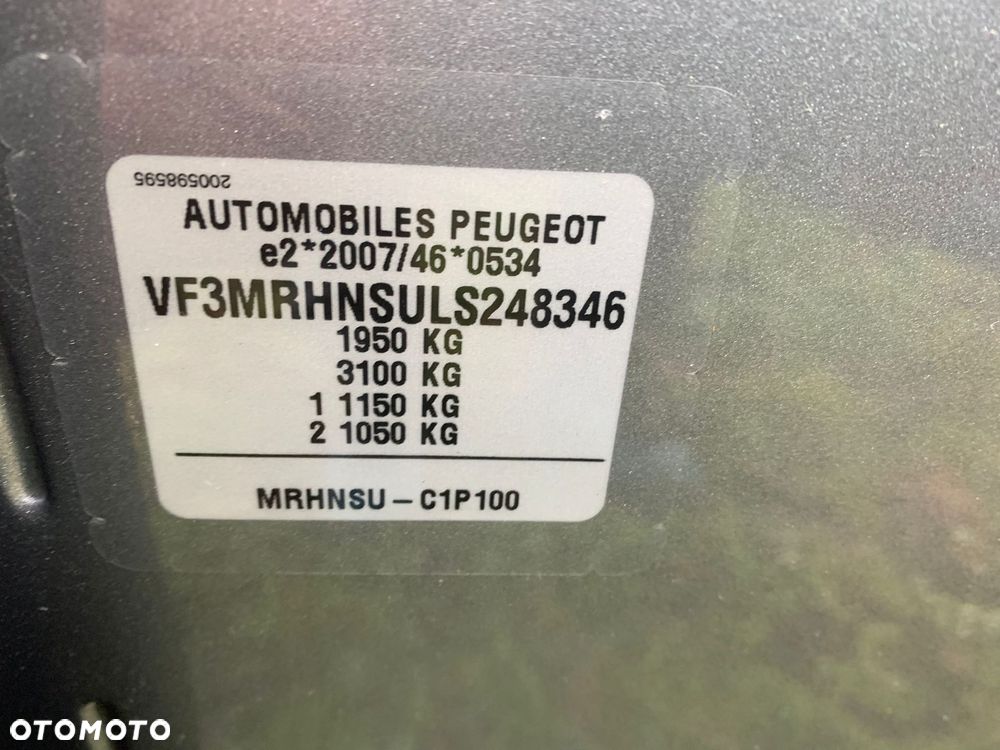 200598595
AUTOMOBILES PEUGEOT
e2*2007/46*0534
VF3MRHNSULS248346
1950 KG
3100 KG
1 1150 KG
2 1050 KG
MRHNSU – C1P100
OTOMOTO